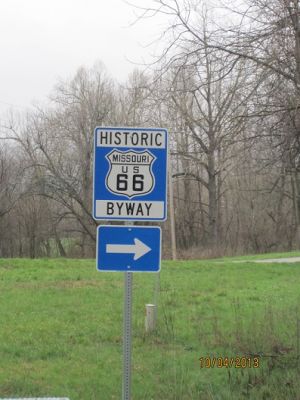 HISTORIC
MISSOURI
US
66
BYWAY
10/04/2013